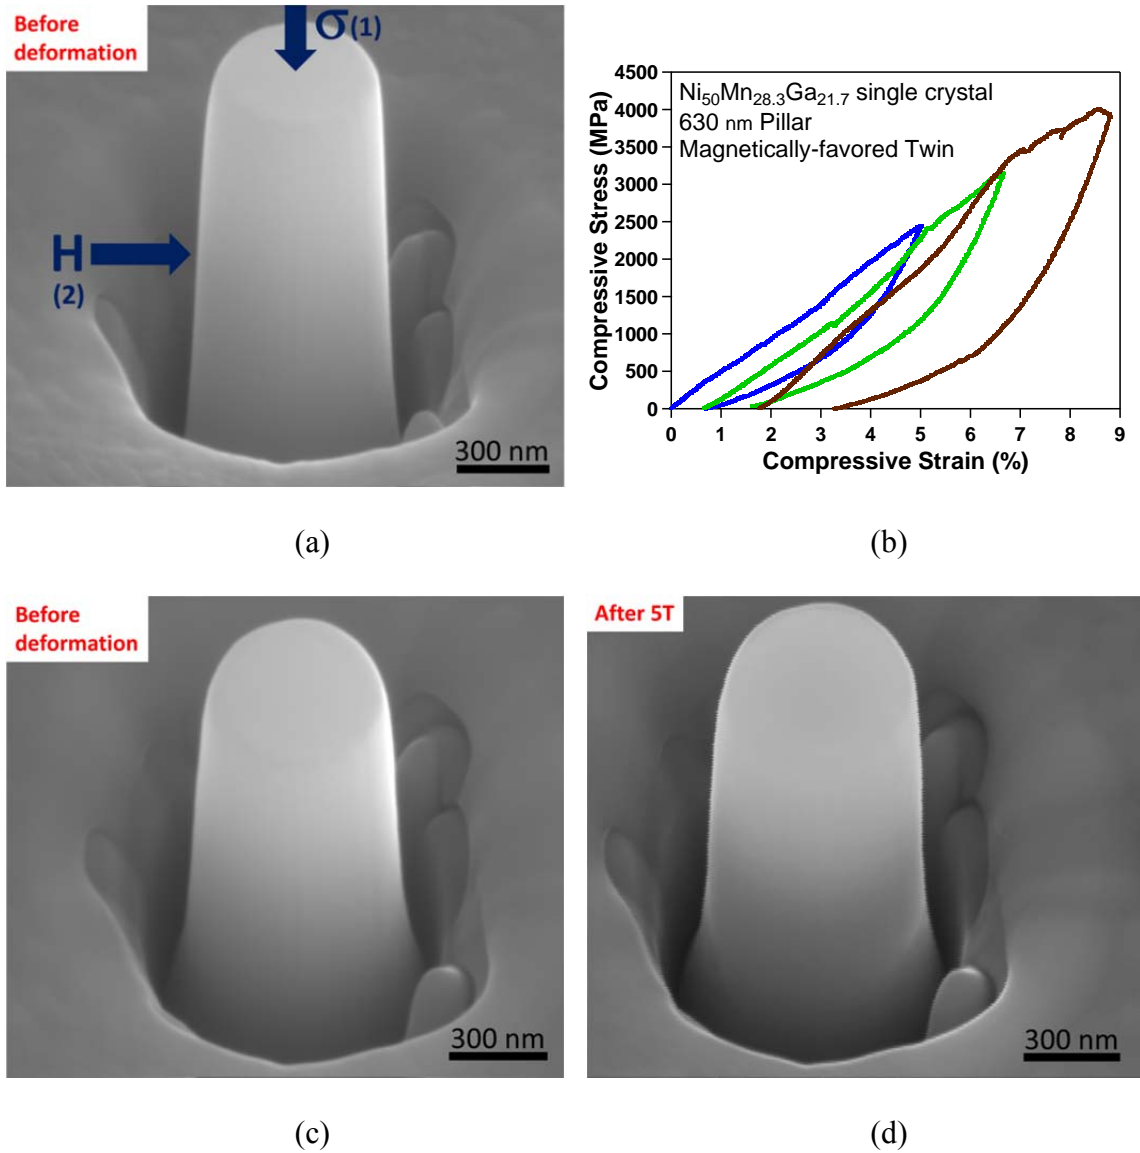 Before
deformation
σ(1)
H
(2)
300 nm
(a)
Ni50Mn28.3Ga21.7 single crystal
630 nm Pillar
Magnetically-favored Twin
Compressive Stress (MPa)
4500
4000
3500
3000
2500
2000
1500
1000
500
0
0 1 2 3 4 5 6 7 8 9
Compressive Strain (%)
(b)
Before
deformation
300 nm
(c)
After 5T
300 nm
(d)